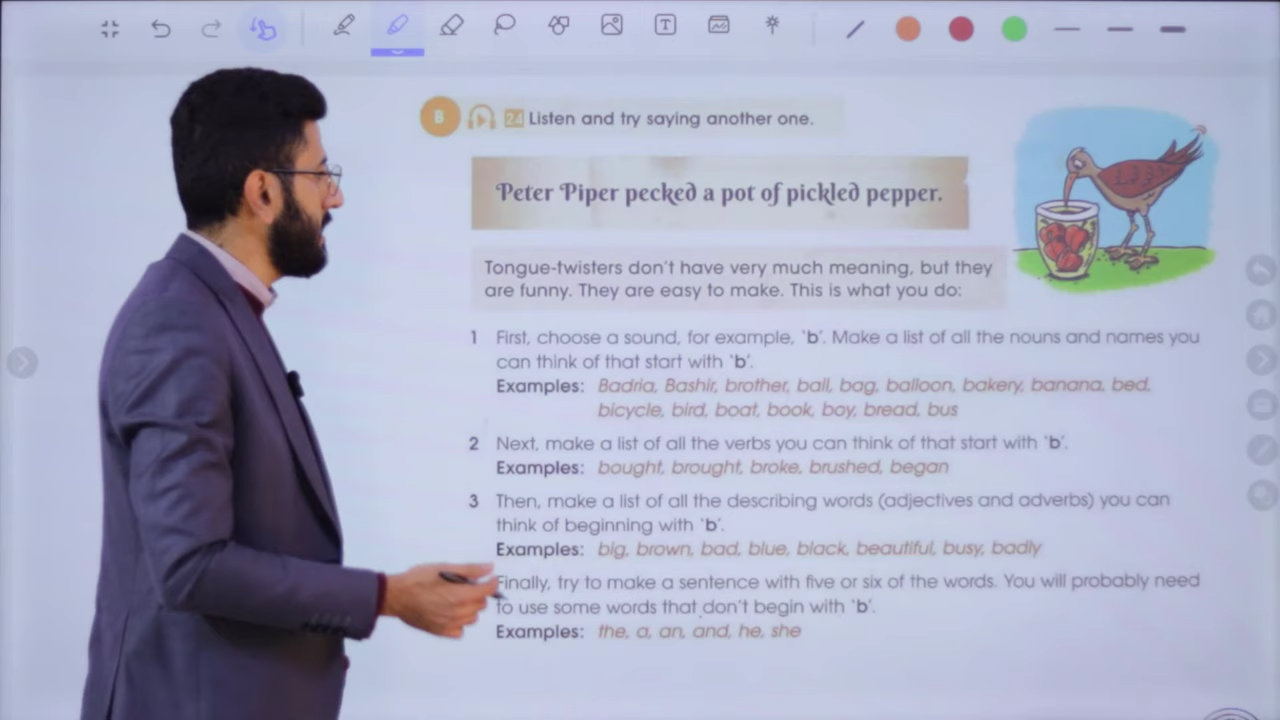 B 2.4 Listen and try saying another one.
Peter Piper pecked a pot of pickled pepper.
Tongue-twisters don't have very much meaning, but they
are funny. They are easy to make. This is what you do:
1 First, choose a sound, for example, 'b'. Make a list of all the nouns and names you
can think of that start with 'b'.
Examples: Badria, Bashir, brother, ball, bag, balloon, bakery, banana, bed,
bicycle, bird, boat, book, boy, bread, bus
2 Next, make a list of all the verbs you can think of that start with 'b'.
Examples: bought, brought, broke, brushed, began
3 Then, make a list of all the describing words (adjectives and adverbs) you can
think of beginning with 'b'.
Examples: big, brown, bad, blue, black, beautiful, busy, badly
Finally, try to make a sentence with five or six of the words. You will probably need
to use some words that don't begin with 'b'.
Examples: the, a, an, and, he, she